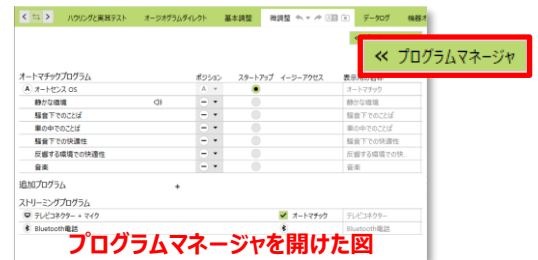 ハウリングと実耳テスト オージオグラムダイレクト 基本調整 微調整 データログ 機器オ
« プログラムマネージャ
オートマチックプログラム ポジション スタートアップ イージーアクセス 表示用の名称
A オートセンス OS A オートマチック
静かな環境 静かな環境
騒音下でのことば 騒音下でのことば
車の中でのことば 車の中でのことば
騒音下での快適性 騒音下での快適性
反響する環境での快適性 反響する環境での快
音楽 音楽
追加プログラム +
ストリーミングプログラム
テレビコネクター + マイク オートマチック テレビコネクター
Bluetooth電話 Bluetooth電話
プログラムマネージャを開けた図